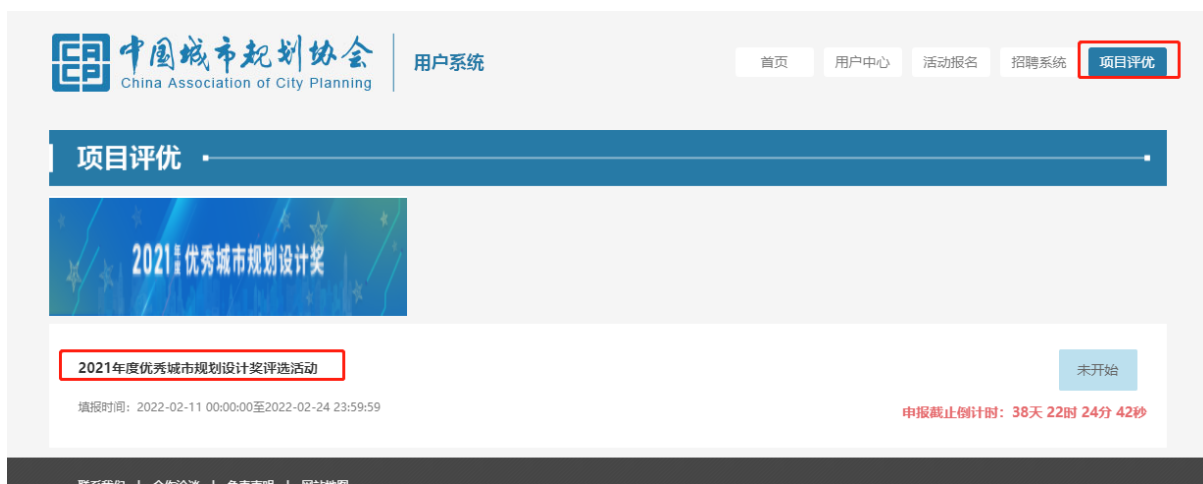 中国城市规划协会
China Association of City Planning
用户系统
首页 用户中心 活动报名 招聘系统 项目评优
项目评优
2021年度优秀城市规划设计奖
2021年度优秀城市规划设计奖评选活动
未开始
填报时间：2022-02-11 00:00:00至2022-02-24 23:59:59
申报截止倒计时：38天 22时 24分 42秒